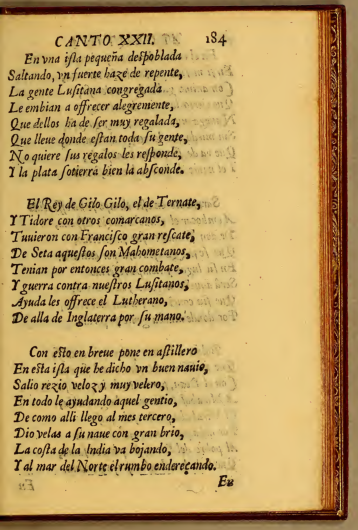 CANTO XXII. 184
En vna iſla pequeña deſpoblada
Saltando, vn fuerte haze de repente,
La gente Luſitana congregada
Le embian a offrecer alegremente,
Que dellos ha de ſer muy regalada,
Que lleue donde eſtan toda ſu gente,
No quiere ſus regalos les reſponde,
Y la plata ſotierra bien la abſconde.
El Rey de Gilo Gilo, el de Ternate,
Y Tidore con otros comarcanos,
Tuuieron con Franciſco gran reſcate,
De Seta aqueſtos ſon Mahometanos,
Tenian por entonces gran combate,
Y guerra contra nueſtros Luſitanos,
Ayuda les offrece el Lutherano,
De alla de Inglaterra por ſu mano.
Con eſto en breue pone en aſtillero
En eſta iſla que he dicho vn buen nauio,
Salio rezio veloz y muy velero,
En todo le ayudando aquel gentio,
De como alli llego al mes tercero,
Dio velas a ſu naue con gran brio,
La coſta de la India va bojando,
Y al mar del Norte el rumbo endereçando.
En